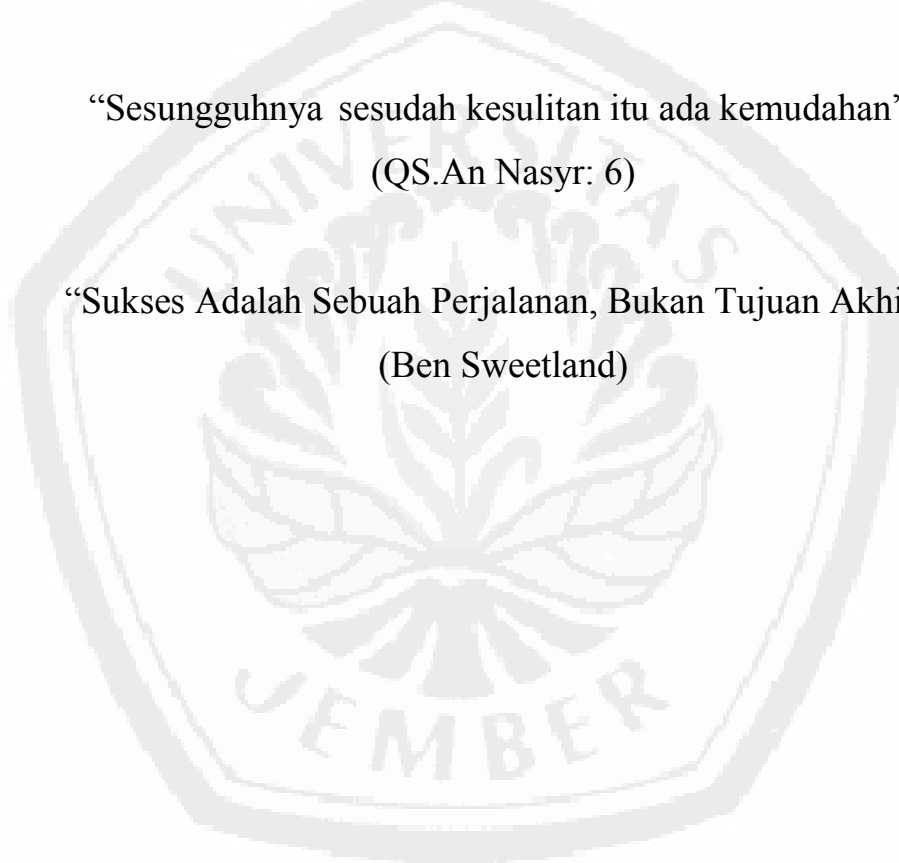 “Sesungguhnya sesudah kesulitan itu ada kemudahan”
(QS.An Nasyr: 6)
“Sukses Adalah Sebuah Perjalanan, Bukan Tujuan
(Ben Sweetland)
UNIVERSITAS
JEMBER